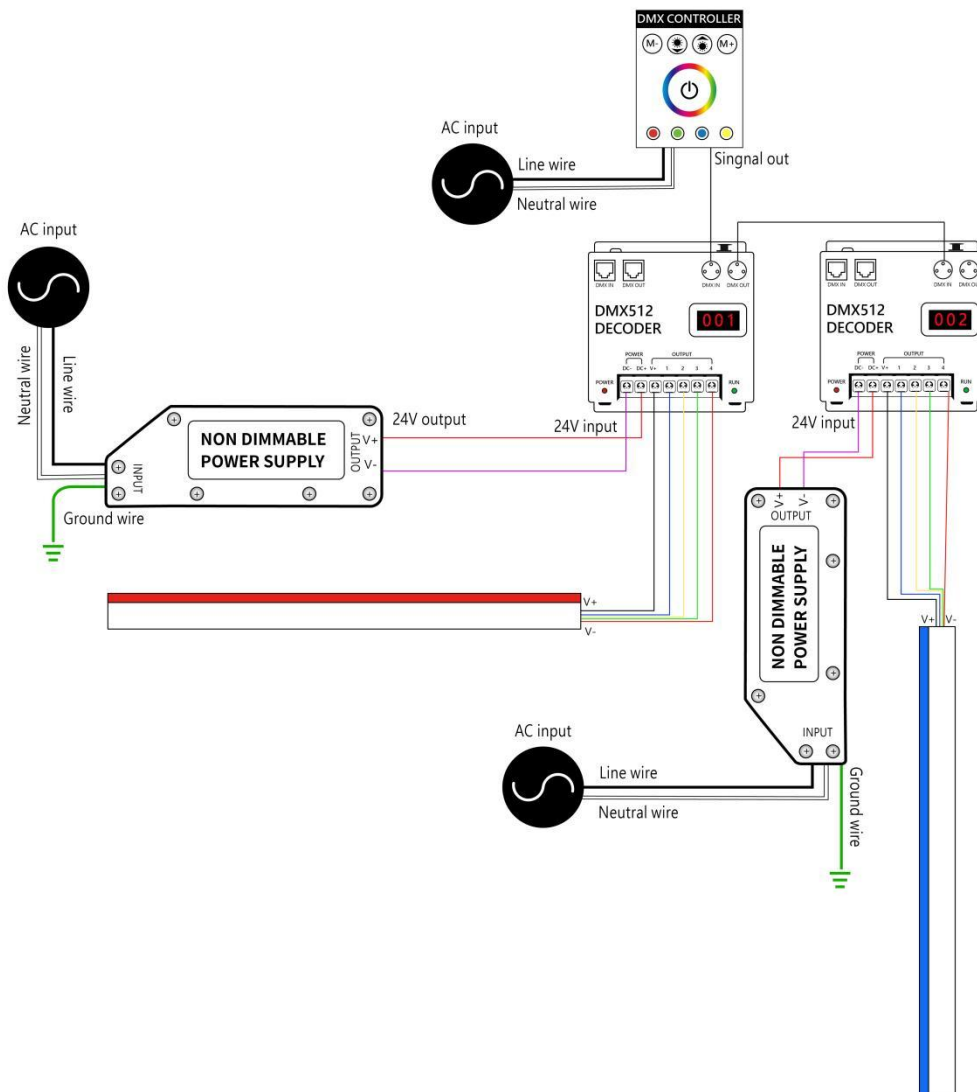 DMX CONTROLLER
M-
M+
AC input
Line wire
Neutral wire
Singnal out
AC input
Neutral wire
Line wire
DMX IN
DMX OUT
DMX IN
DMX OUT
DMX512
DECODER
001
POWER
OUTPUT
DC-
DC+
V+
1
2
3
4
POWER
RUN
24V input
DMX IN
DMX OUT
DMX IN
DMX OU
DMX512
DECODER
002
POWER
OUTPUT
DC-
DC+
V+
1
2
3
4
POWER
RUN
24V input
NON DIMMABLE
POWER SUPPLY
INPUT
OUTPUT
V+
V-
24V output
Ground wire
V+
V-
V+
V-
OUTPUT
NON DIMMABLE
POWER SUPPLY
INPUT
V+
V-
AC input
Line wire
Neutral wire
Ground wire